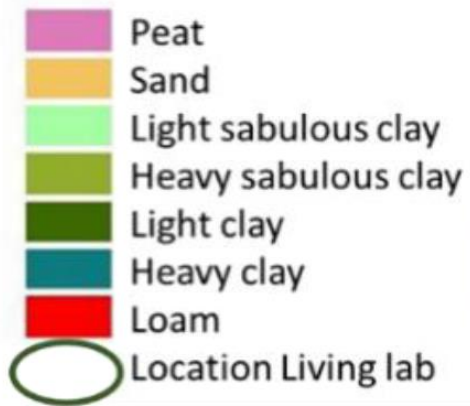 Peat
Sand
Light sabulous clay
Heavy sabulous clay
Light clay
Heavy clay
Loam
Location Living lab